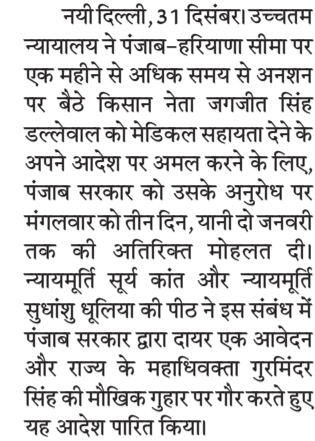 नयी दिल्ली, 31 दिसंबर। उच्चतम
न्यायालय ने पंजाब-हरियाणा सीमा पर
एक महीने से अधिक समय से अनशन
पर बैठे किसान नेता जगजीत सिंह
डल्लेवाल को मेडिकल सहायता देने के
अपने आदेश पर अमल करने के लिए,
पंजाब सरकार को उसके अनुरोध पर
मंगलवार को तीन दिन, यानी दो जनवरी
तक की अतिरिक्त मोहलत दी।
न्यायमूर्ति सूर्य कांत और न्यायमूर्ति
सुधांशु धूलिया की पीठ ने इस संबंध में
पंजाब सरकार द्वारा दायर एक आवेदन
और राज्य के महाधिवक्ता गुरमिंदर
सिंह की मौखिक गुहार पर गौर करते हुए
यह आदेश पारित किया।